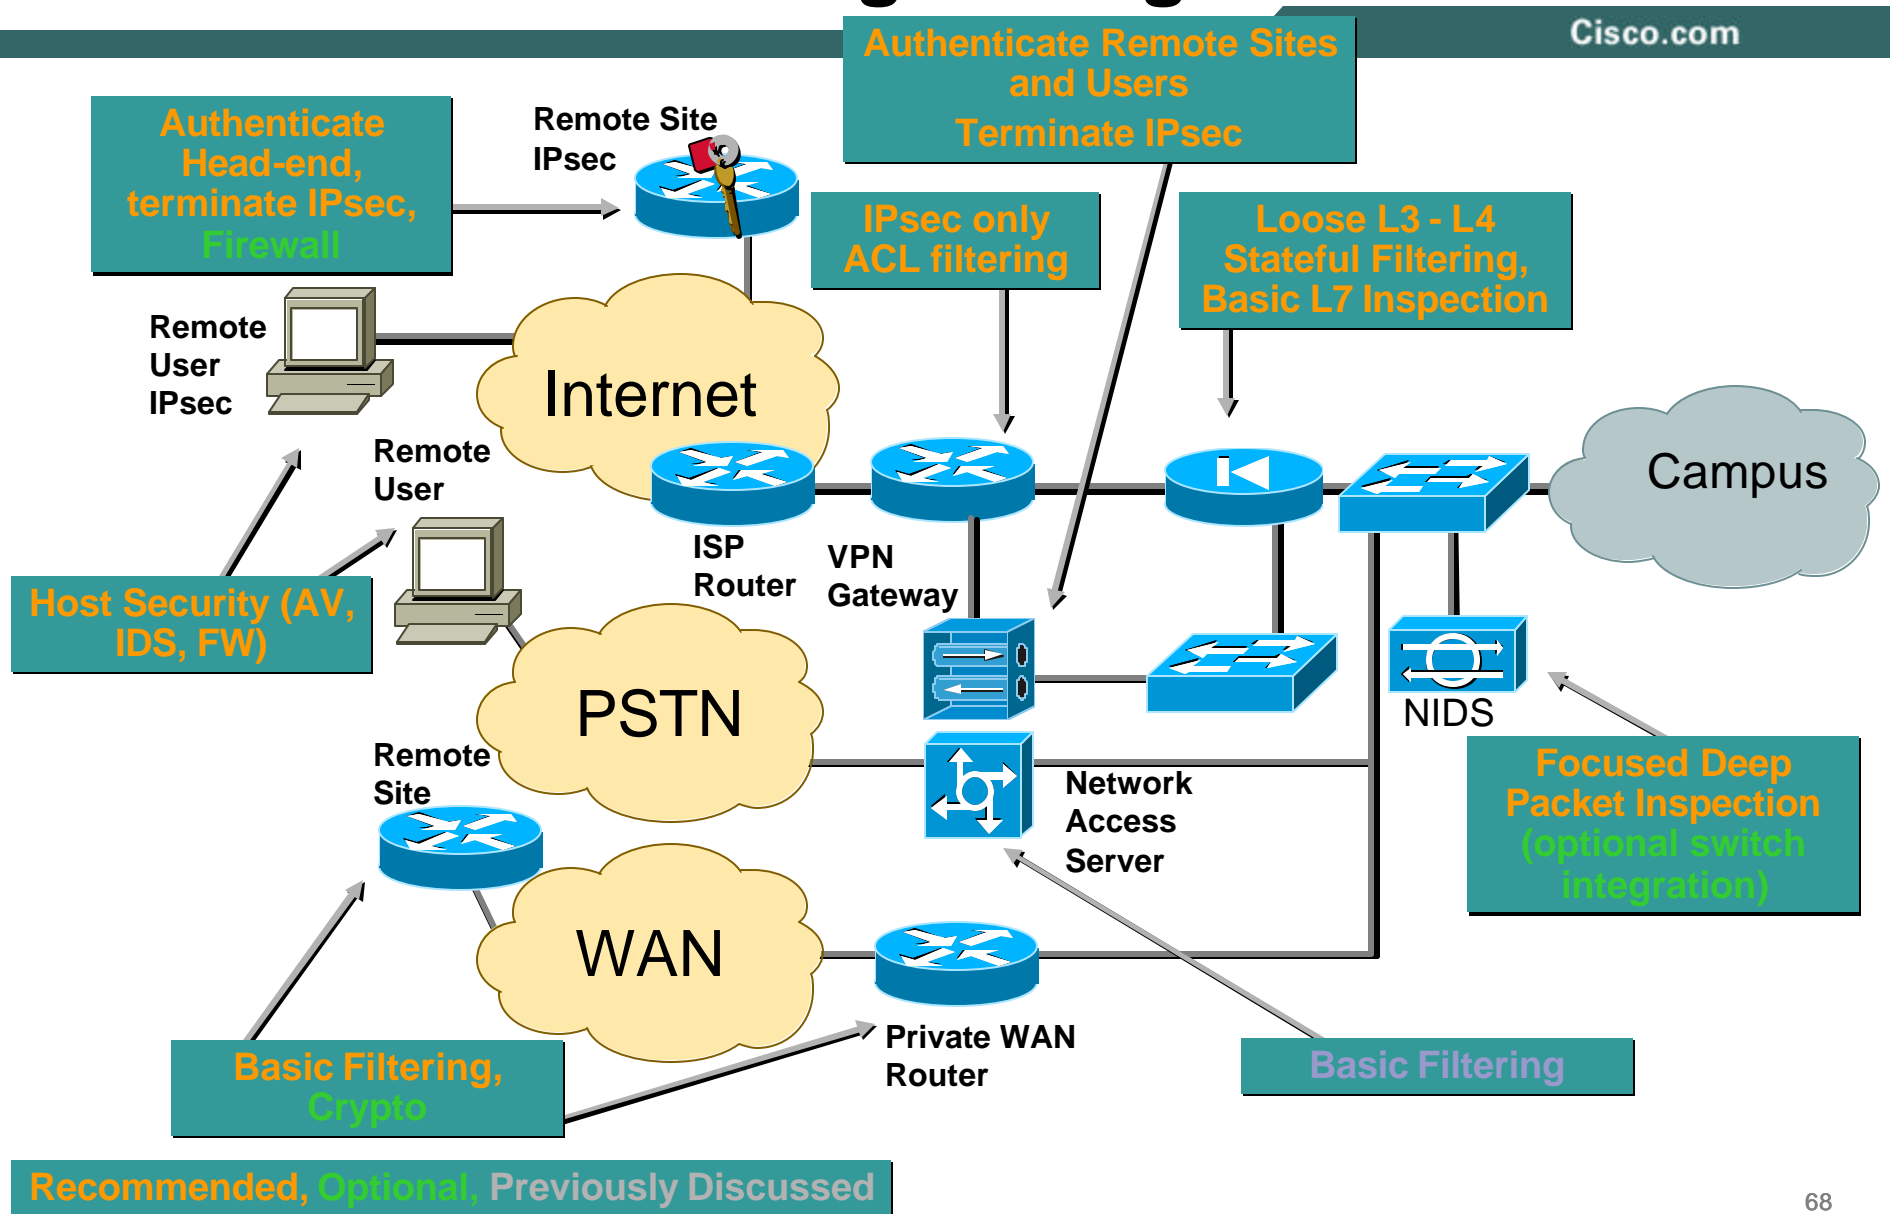 Cisco.com
Authenticate Remote Sites
and Users
Terminate IPsec
Authenticate
Head-end,
terminate IPsec,
Firewall
Remote Site
IPsec
IPsec only
ACL filtering
Loose L3 - L4
Stateful Filtering,
Basic L7 Inspection
Remote
User
IPsec
Internet
Remote
User
Campus
ISP
Router
VPN
Gateway
Host Security (AV,
IDS, FW)
PSTN
NIDS
Remote
Site
Network
Access
Server
Focused Deep
Packet Inspection
(optional switch
integration)
WAN
Private WAN
Router
Basic Filtering,
Crypto
Basic Filtering
Recommended, Optional, Previously Discussed
68